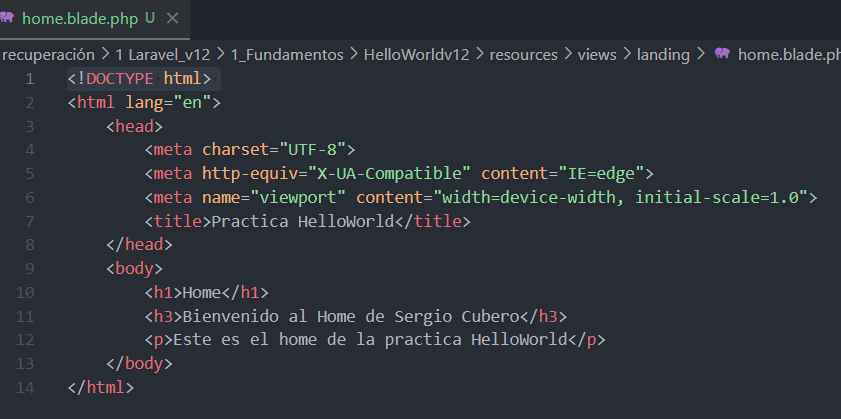 home.blade.php U ×
recuperación > 1 Laravel_v12 > 1_Fundamentos > HelloWorldv12 > resources > views > landing > home.blade.ph
1 <!DOCTYPE html>
2 <html lang="en">
3 <head>
4 <meta charset="UTF-8">
5 <meta http-equiv="X-UA-Compatible" content="IE=edge">
6 <meta name="viewport" content="width=device-width, initial-scale=1.0">
7 <title>Practica HelloWorld</title>
8 </head>
9 <body>
10 <h1>Home</h1>
11 <h3>Bienvenido al Home de Sergio Cubero</h3>
12 <p>Este es el home de la practica HelloWorld</p>
13 </body>
14 </html>